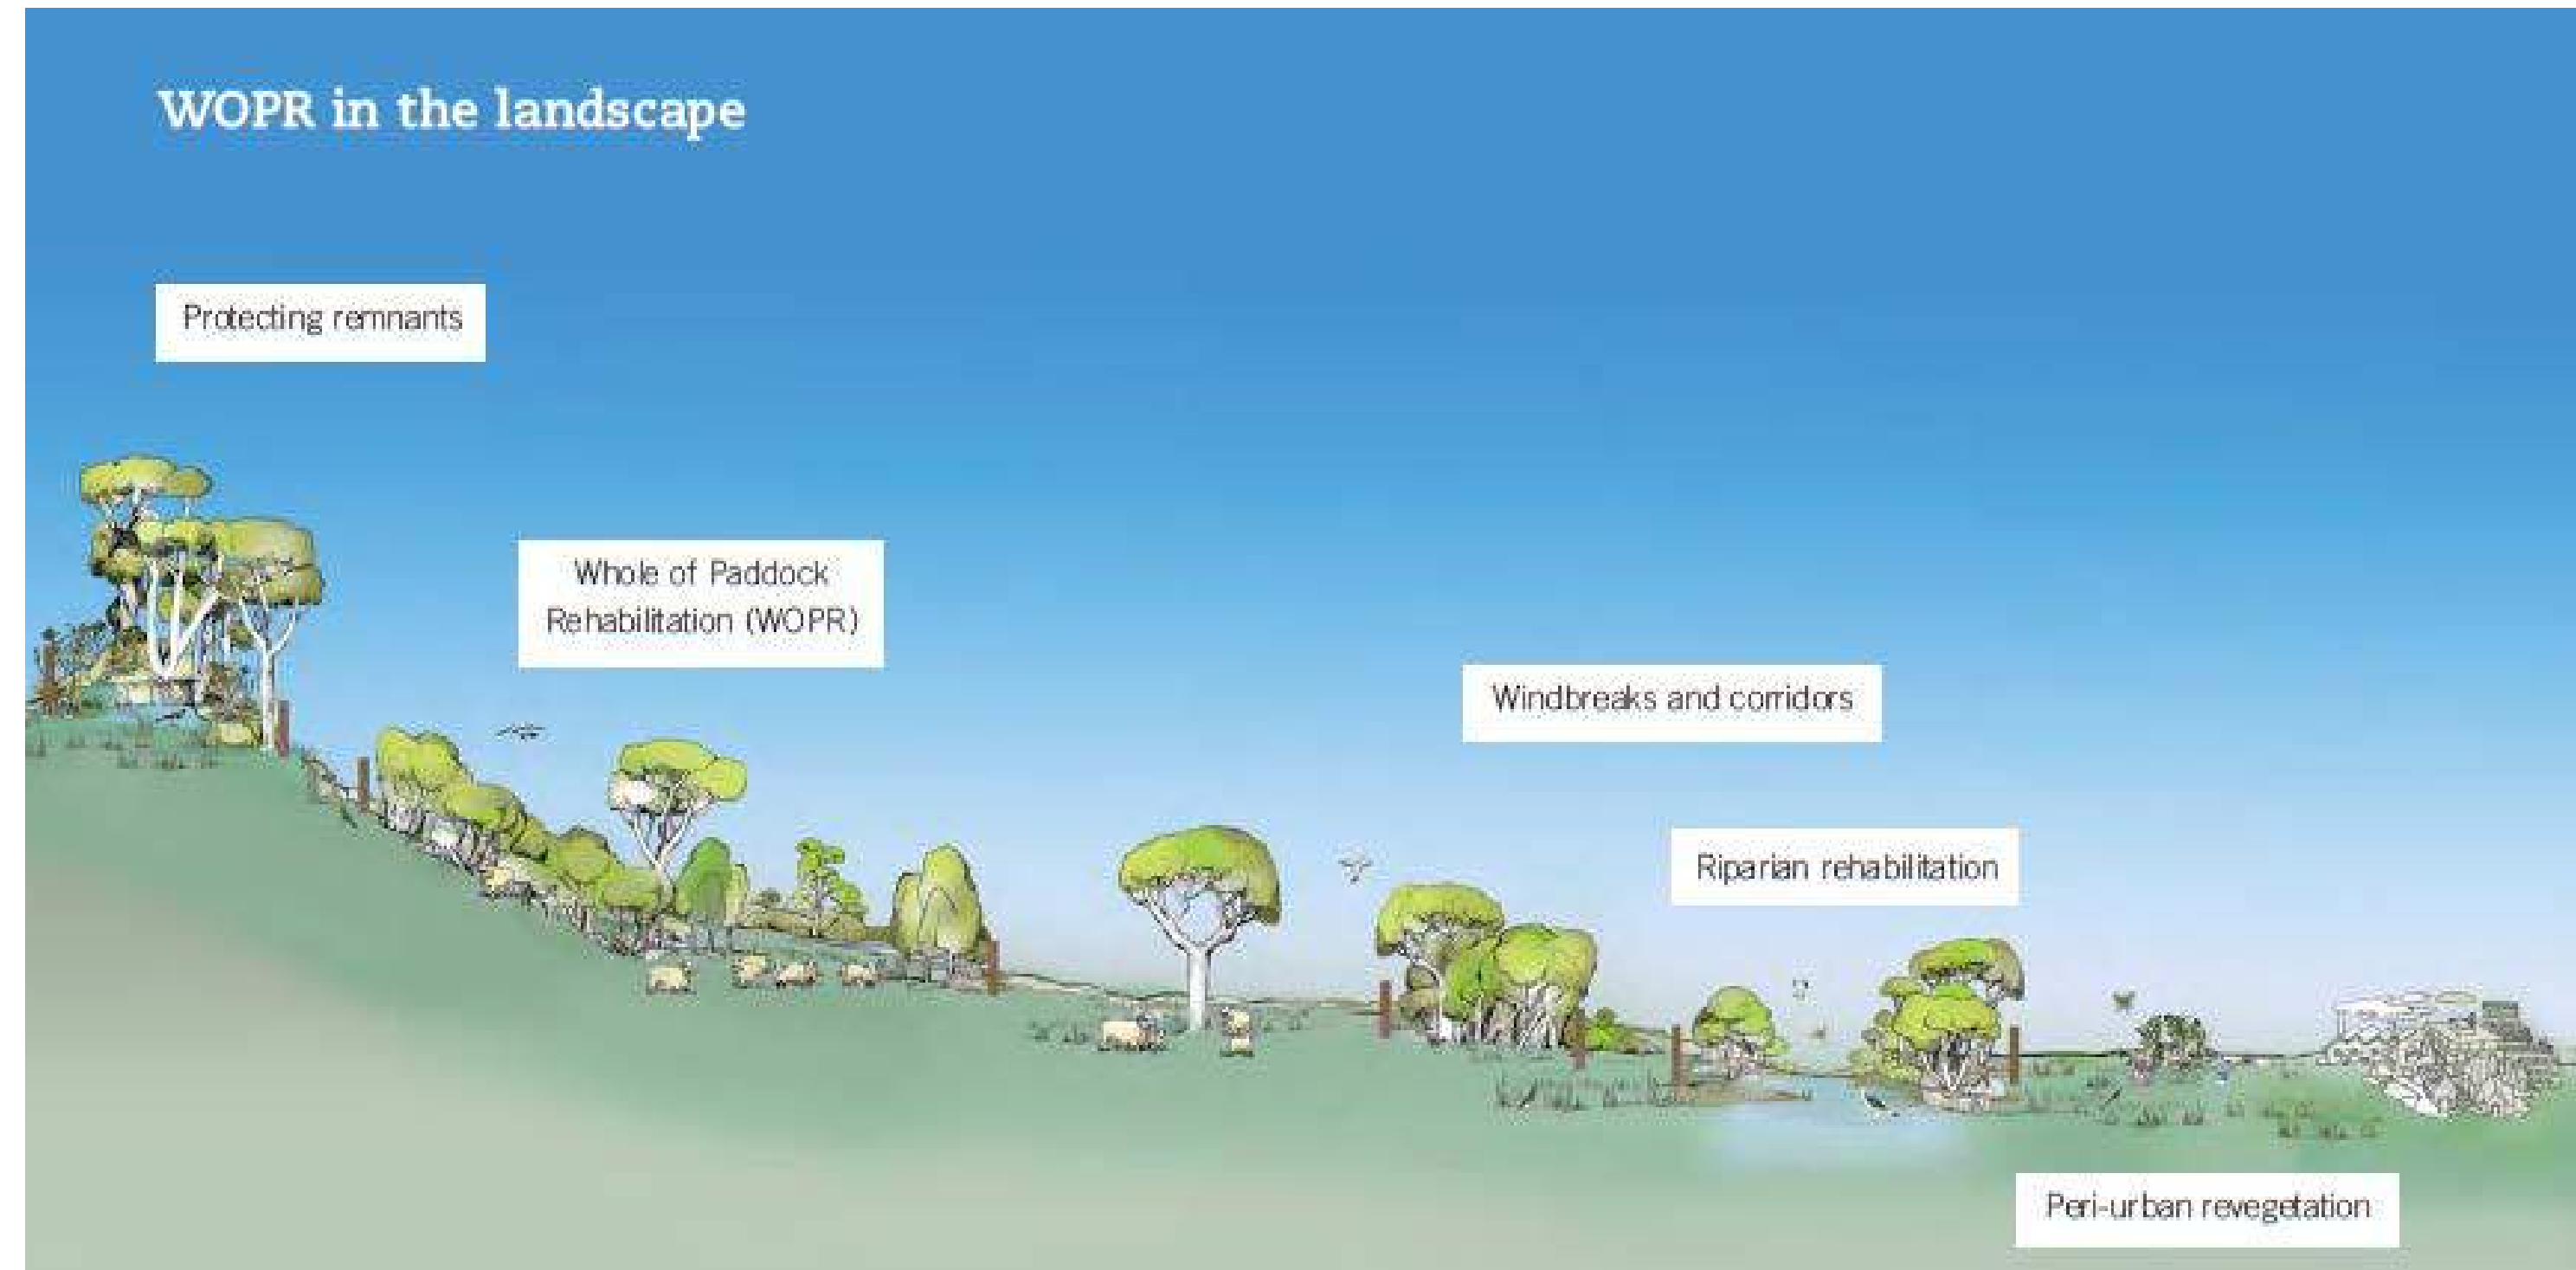 WOPR in the landscape
Protecting remnants
Whole of Paddock
Rehabilitation (WOPR)
Windbreaks and corridors
Riparian rehabilitation
Peri-urban revegetation